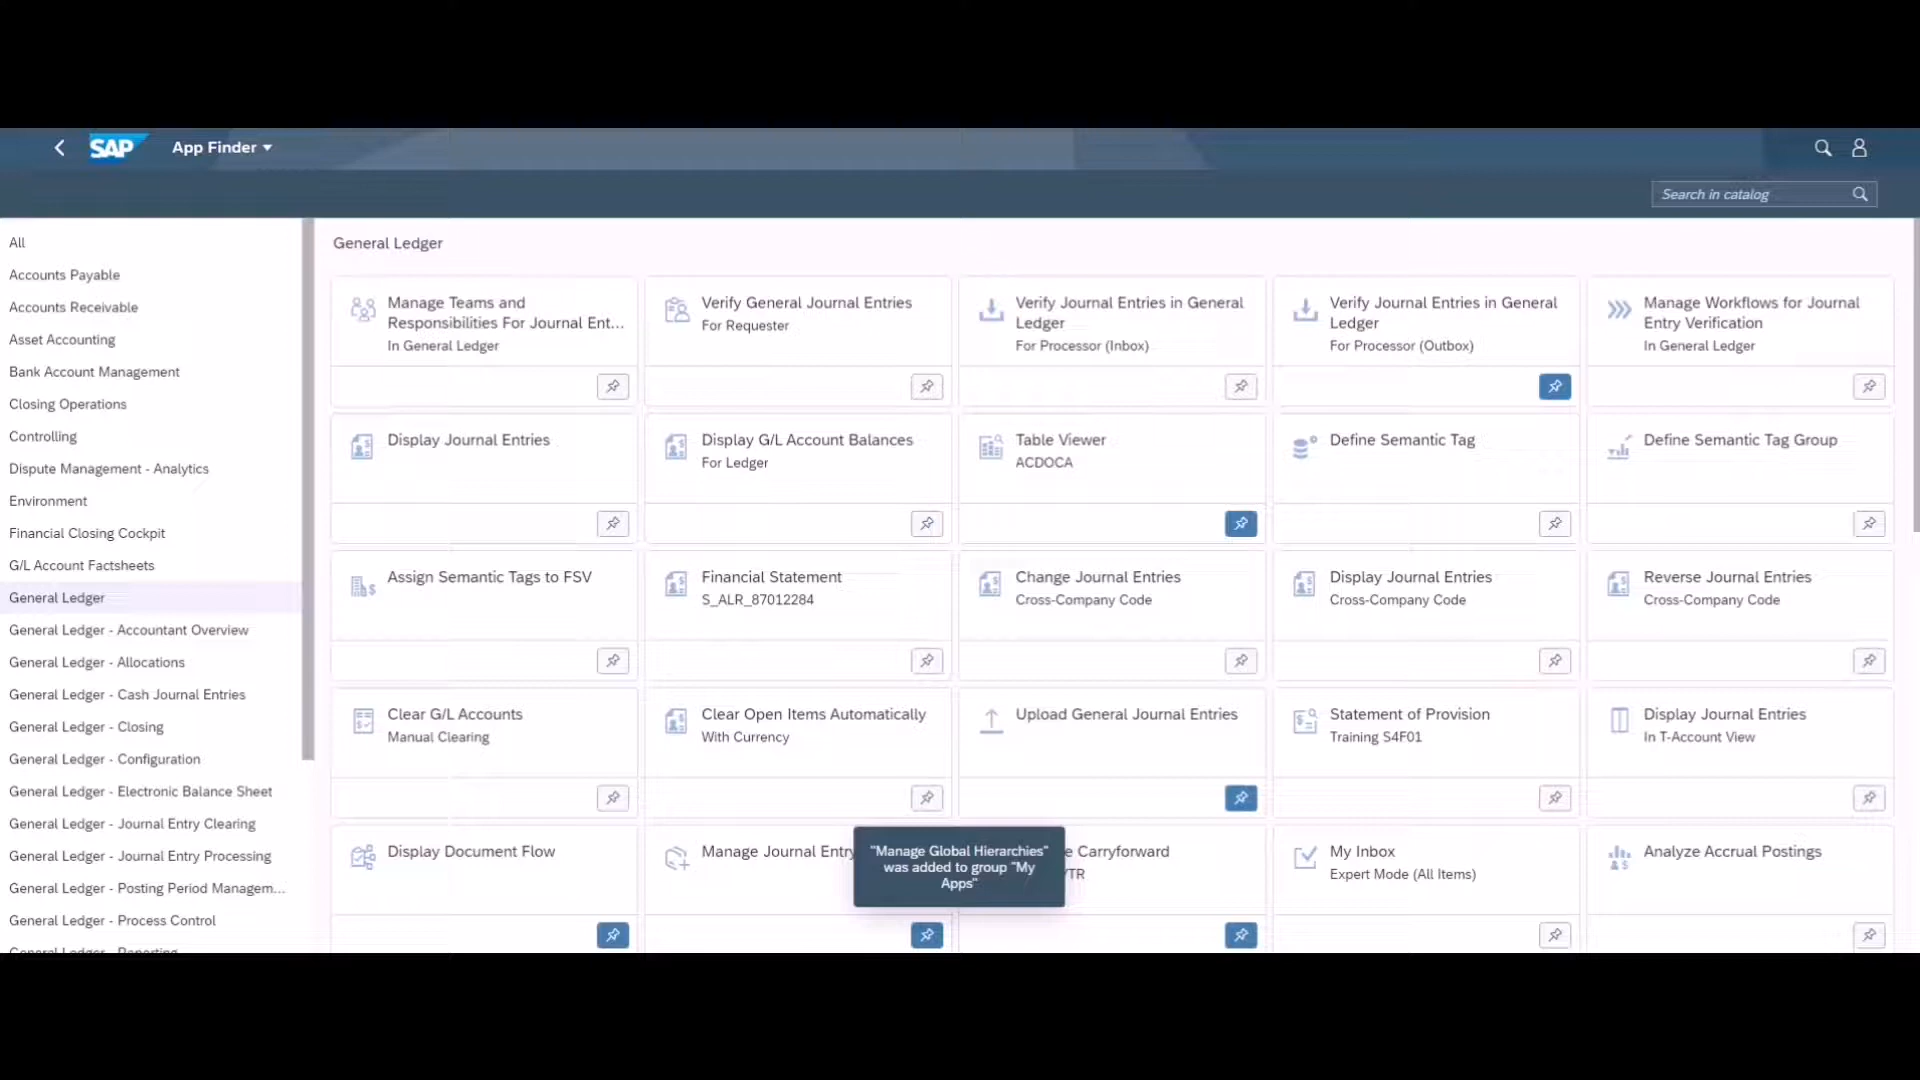 SAP
App Finder
Search in catalog
All
Accounts Payable
Accounts Receivable
Asset Accounting
Bank Account Management
Closing Operations
Controlling
Dispute Management - Analytics
Environment
Financial Closing Cockpit
G/L Account Factsheets
General Ledger
General Ledger - Accountant Overview
General Ledger - Allocations
General Ledger - Cash Journal Entries
General Ledger - Closing
General Ledger - Configuration
General Ledger - Electronic Balance Sheet
General Ledger - Journal Entry Clearing
General Ledger - Journal Entry Processing
General Ledger - Posting Period Managem...
General Ledger - Process Control
General Ledger - Reporting
General Ledger
Manage Teams and
Responsibilities For Journal Ent...
In General Ledger
Verify General Journal Entries
For Requester
Verify Journal Entries in General
Ledger
For Processor (Inbox)
Verify Journal Entries in General
Ledger
For Processor (Outbox)
Manage Workflows for Journal
Entry Verification
In General Ledger
Display Journal Entries
Display G/L Account Balances
For Ledger
Table Viewer
ACDOCA
Define Semantic Tag
Define Semantic Tag Group
Assign Semantic Tags to FSV
Financial Statement
S_ALR_87012284
Change Journal Entries
Cross-Company Code
Display Journal Entries
Cross-Company Code
Reverse Journal Entries
Cross-Company Code
Clear G/L Accounts
Manual Clearing
Clear Open Items Automatically
With Currency
Upload General Journal Entries
Statement of Provision
Training S4F01
Display Journal Entries
In T-Account View
Display Document Flow
Manage Journal Entry
"Manage Global Hierarchies"
was added to group "My
Apps"
e Carryforward
/TR
My Inbox
Expert Mode (All Items)
Analyze Accrual Postings